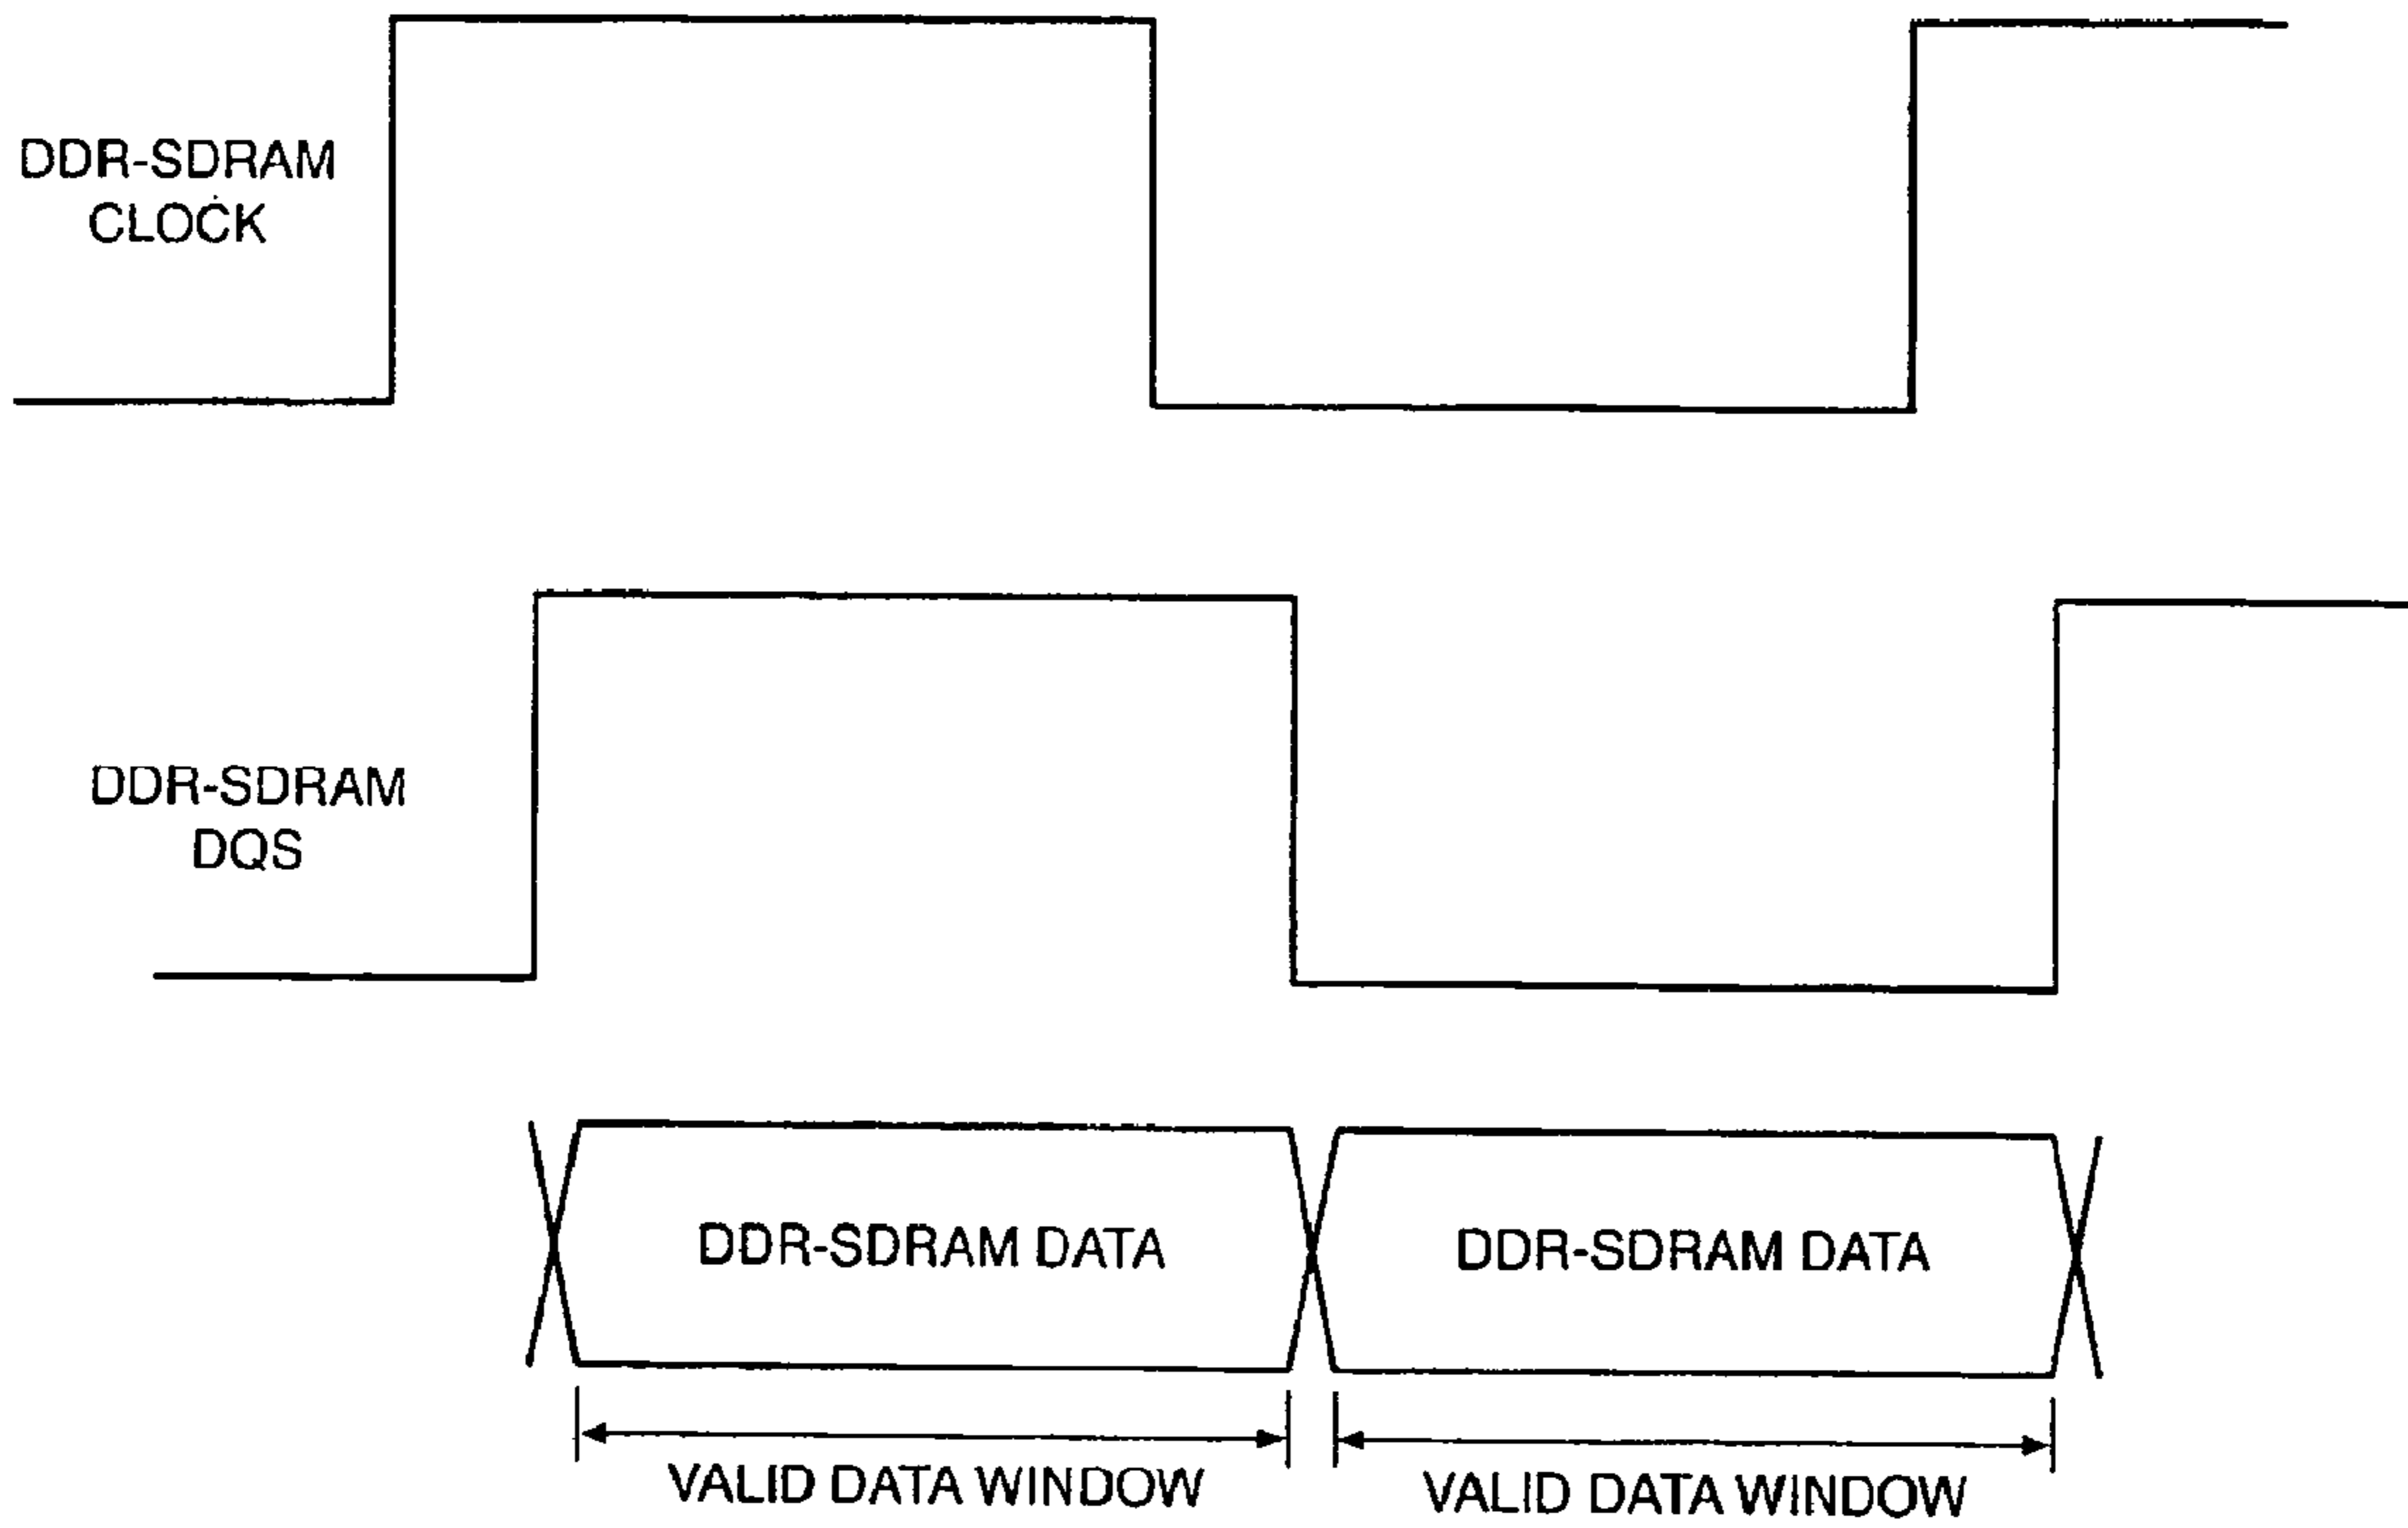 DDR-SDRAM
CLOCK
DDR-SDRAM
DQS
DDR-SDRAM DATA
DDR-SDRAM DATA
VALID DATA WINDOW
VALID DATA WINDOW